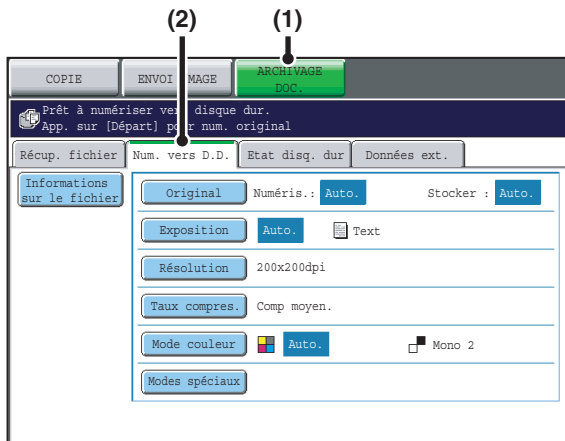 (2) (1)
COPIE ENVOI IMAGE ARCHIVAGE DOC.
Prêt à numériser vers disque dur.
App. sur [Départ] pour num. original
Récup. fichier Num. vers D.D. Etat disq. dur Données ext.
Informations
sur le fichier
Original Numéris.: Auto. Stocker : Auto.
Exposition Auto. Text
Résolution 200x200dpi
Taux compres. Comp moyen.
Mode couleur Auto. Mono 2
Modes spéciaux